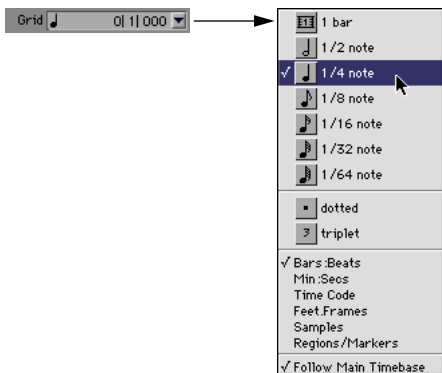 Grid 0| 1| 000
1 bar
1/2 note
√ 1/4 note
1/8 note
1/16 note
1/32 note
1/64 note
dotted
3 triplet
√ Bars:Beats
Min:Secs
Time Code
Feet.Frames
Samples
Regions/Markers
√ Follow Main Timebase